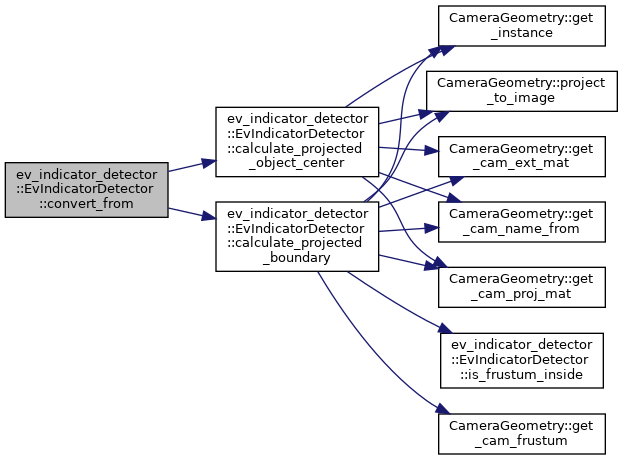 ev_indicator_detector
::EvIndicatorDetector
::convert_from
ev_indicator_detector
::EvIndicatorDetector
::calculate_projected
_object_center
ev_indicator_detector
::EvIndicatorDetector
::calculate_projected
_boundary
CameraGeometry::get
_instance
CameraGeometry::project
_to_image
CameraGeometry::get
_cam_ext_mat
CameraGeometry::get
_cam_name_from
CameraGeometry::get
_cam_proj_mat
ev_indicator_detector
::EvIndicatorDetector
::is_frustum_inside
CameraGeometry::get
_cam_frustum